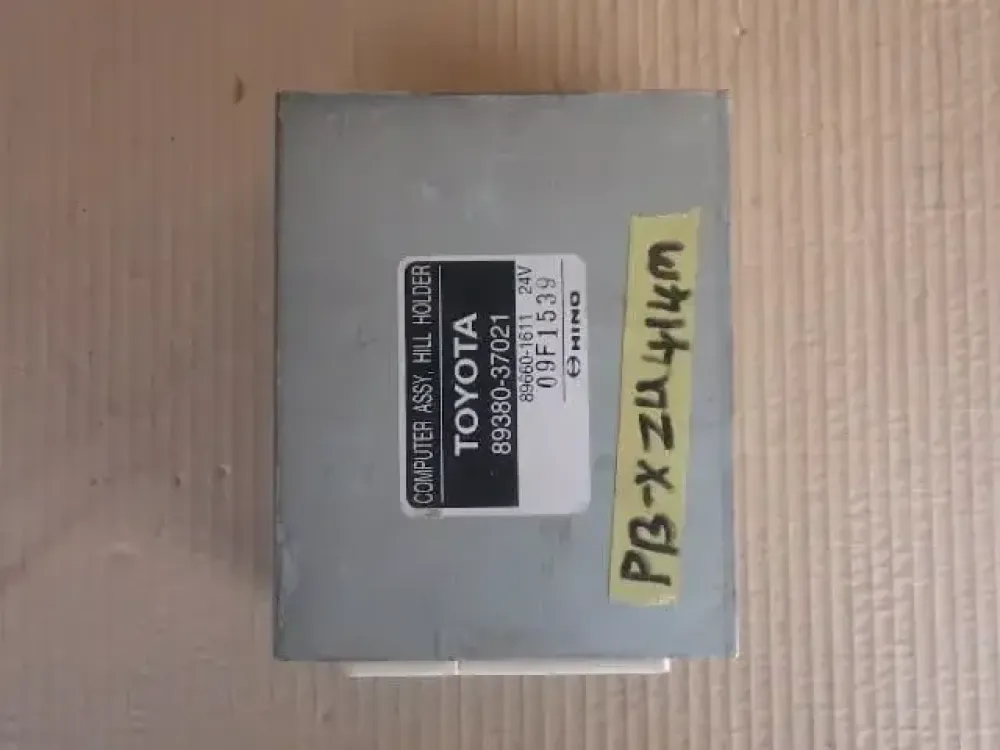 COMPUTER ASSY, HILL HOLDER
TOYOTA
89380-37021
89660-1611 24V
09F1539
HINO
PB-XZU414M